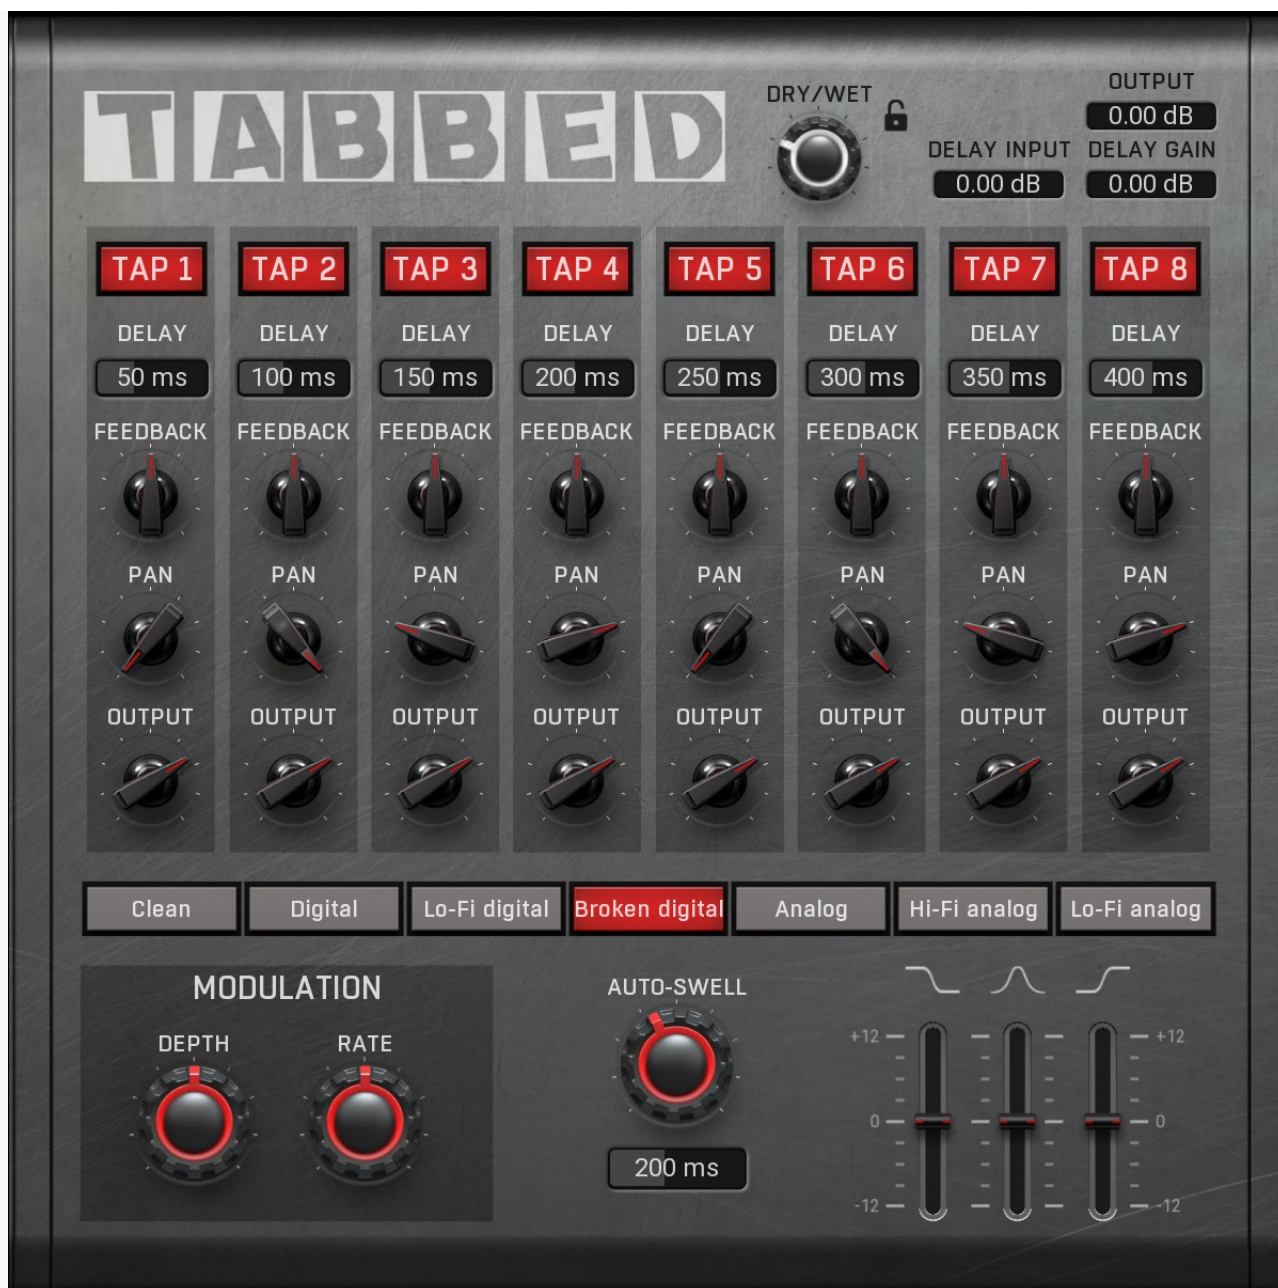 TABBED
DRY/WET
OUTPUT
0.00 dB
DELAY INPUT DELAY GAIN
0.00 dB 0.00 dB
TAP 1 TAP 2 TAP 3 TAP 4 TAP 5 TAP 6 TAP 7 TAP 8
DELAY DELAY DELAY DELAY DELAY DELAY DELAY DELAY
50 ms 100 ms 150 ms 200 ms 250 ms 300 ms 350 ms 400 ms
FEEDBACK FEEDBACK FEEDBACK FEEDBACK FEEDBACK FEEDBACK FEEDBACK FEEDBACK
PAN PAN PAN PAN PAN PAN PAN PAN
OUTPUT OUTPUT OUTPUT OUTPUT OUTPUT OUTPUT OUTPUT OUTPUT
Clean Digital Lo-Fi digital Broken digital Analog Hi-Fi analog Lo-Fi analog
MODULATION
DEPTH RATE
AUTO-SWELL
200 ms
+12 +12
0 0
-12 -12